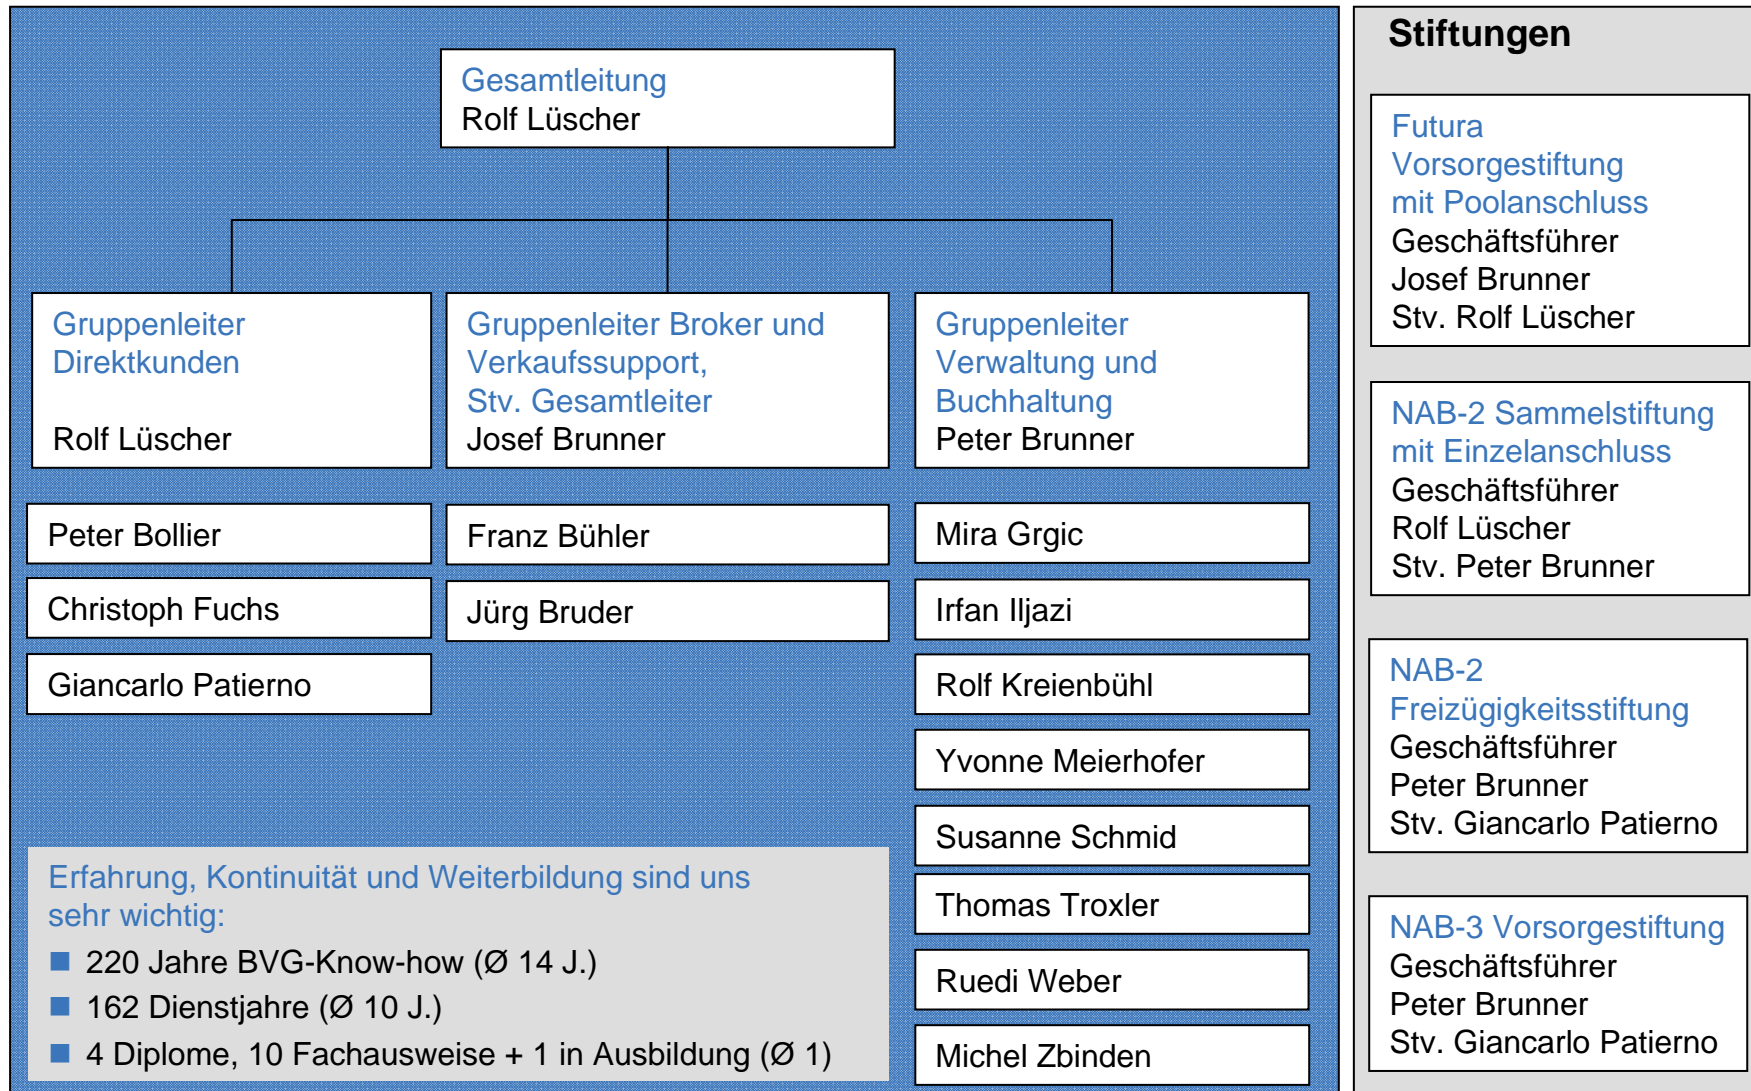 Gesamtleitung
Rolf Lüscher
Gruppenleiter
Direktkunden
Rolf Lüscher
Peter Bollier
Christoph Fuchs
Giancarlo Patierno
Gruppenleiter Broker und
Verkaufssupport,
Stv. Gesamtleiter
Josef Brunner
Franz Bühler
Jürg Bruder
Gruppenleiter
Verwaltung und
Buchhaltung
Peter Brunner
Mira Grgic
Irfan Iljazi
Rolf Kreienbühl
Yvonne Meierhofer
Susanne Schmid
Thomas Troxler
Ruedi Weber
Michel Zbinden
Erfahrung, Kontinuität und Weiterbildung sind uns
sehr wichtig:
■ 220 Jahre BVG-Know-how (Ø 14 J.)
■ 162 Dienstjahre (Ø 10 J.)
■ 4 Diplome, 10 Fachausweise + 1 in Ausbildung (Ø 1)
Stiftungen
Futura
Vorsorgestiftung
mit Poolanschluss
Geschäftsführer
Josef Brunner
Stv. Rolf Lüscher
NAB-2 Sammelstiftung
mit Einzelanschluss
Geschäftsführer
Rolf Lüscher
Stv. Peter Brunner
NAB-2
Freizügigkeitsstiftung
Geschäftsführer
Peter Brunner
Stv. Giancarlo Patierno
NAB-3 Vorsorgestiftung
Geschäftsführer
Peter Brunner
Stv. Giancarlo Patierno